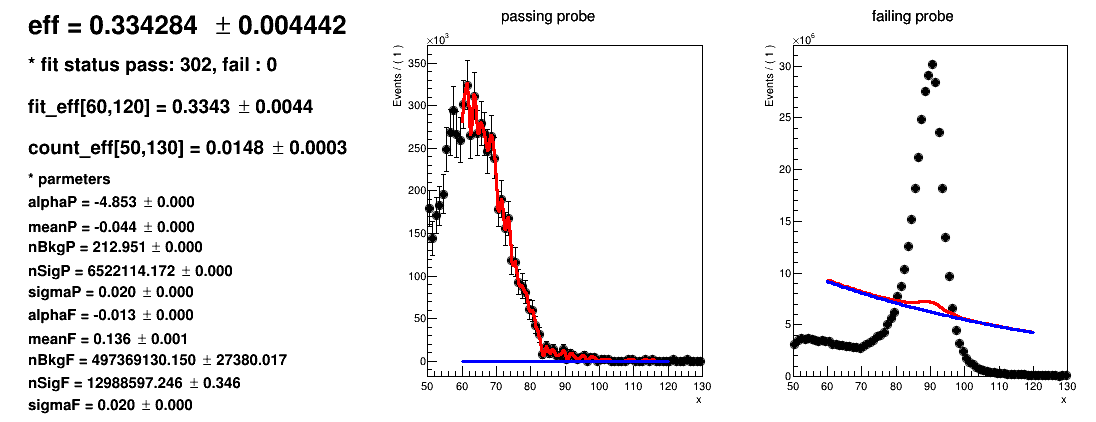 eff = 0.334284 ± 0.004442
* fit status pass: 302, fail : 0
fit_eff[60,120] = 0.3343 ± 0.0044
count_eff[50,130] = 0.0148 ± 0.0003
* parmeters
alphaP = -4.853 ± 0.000
meanP = -0.044 ± 0.000
nBkgP = 212.951 ± 0.000
nSigP = 6522114.172 ± 0.000
sigmaP = 0.020 ± 0.000
alphaF = -0.013 ± 0.000
meanF = 0.136 ± 0.001
nBkgF = 497369130.150 ± 27380.017
nSigF = 12988597.246 ± 0.346
sigmaF = 0.020 ± 0.000
passing probe
×10³
Events / ( 1 )
350
300
250
200
150
100
50
0
50 60 70 80 90 100 110 120 130
x
failing probe
×10⁶
Events / ( 1 )
30
25
20
15
10
5
0
50 60 70 80 90 100 110 120 130
x